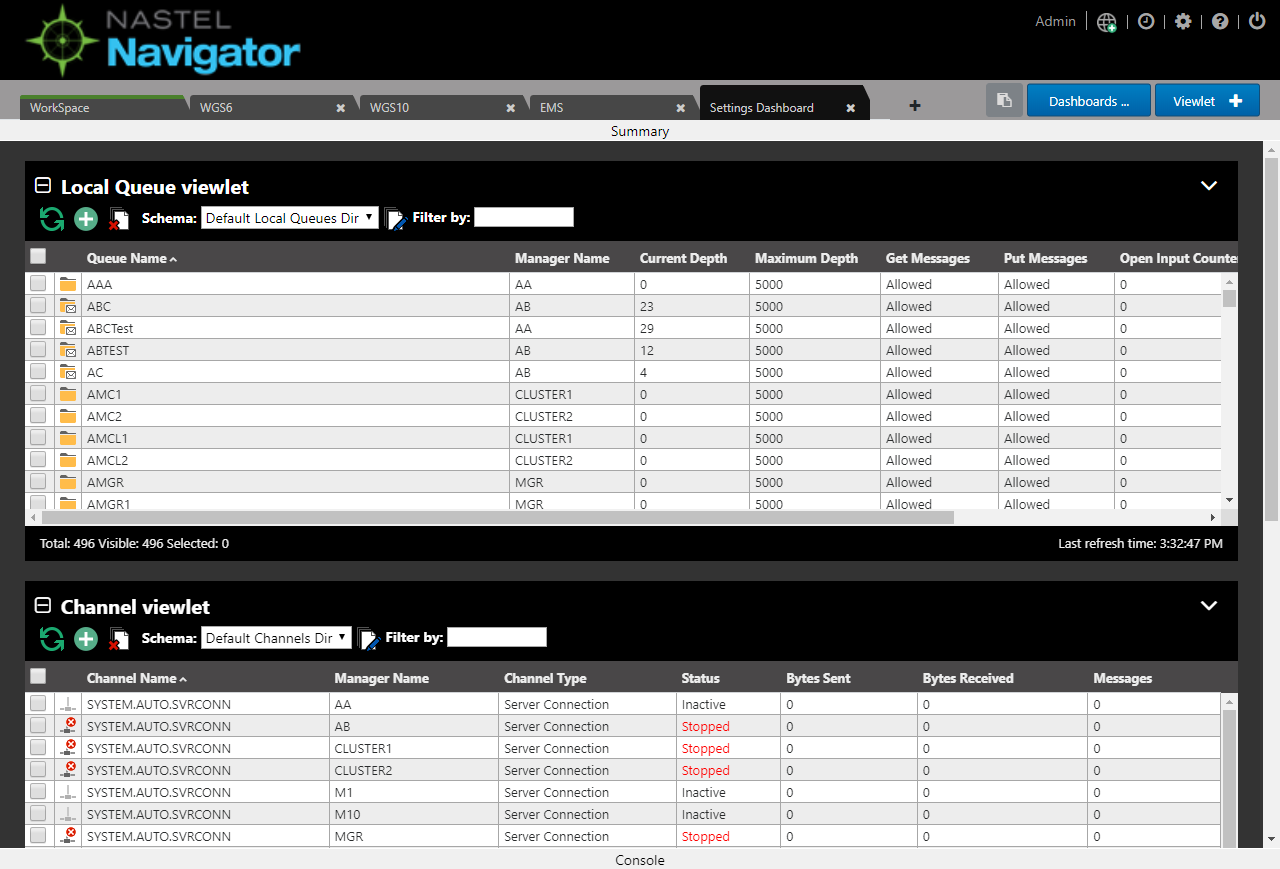 NASTEL
Navigator
Admin
WorkSpace WGS6 WGS10 EMS Settings Dashboard Dashboards ... Viewlet
Summary
Local Queue viewlet
Schema: Default Local Queues Dir Filter by:
Queue Name Manager Name Current Depth Maximum Depth Get Messages Put Messages Open Input Counter
AAA AA 0 5000 Allowed Allowed 0
ABC AB 23 5000 Allowed Allowed 0
ABCTest AA 29 5000 Allowed Allowed 0
ABTEST AB 12 5000 Allowed Allowed 0
AC AB 4 5000 Allowed Allowed 0
AMC1 CLUSTER1 0 5000 Allowed Allowed 0
AMC2 CLUSTER2 0 5000 Allowed Allowed 0
AMCL1 CLUSTER1 0 5000 Allowed Allowed 0
AMCL2 CLUSTER2 0 5000 Allowed Allowed 0
AMGR MGR 0 5000 Allowed Allowed 0
AMGR1 MGR 0 5000 Allowed Allowed 0
Total: 496 Visible: 496 Selected: 0 Last refresh time: 3:32:47 PM
Channel viewlet
Schema: Default Channels Dir Filter by:
Channel Name Manager Name Channel Type Status Bytes Sent Bytes Received Messages
SYSTEM.AUTO.SVRCONN AA Server Connection Inactive 0 0 0
SYSTEM.AUTO.SVRCONN AB Server Connection Stopped 0 0 0
SYSTEM.AUTO.SVRCONN CLUSTER1 Server Connection Stopped 0 0 0
SYSTEM.AUTO.SVRCONN CLUSTER2 Server Connection Stopped 0 0 0
SYSTEM.AUTO.SVRCONN M1 Server Connection Inactive 0 0 0
SYSTEM.AUTO.SVRCONN M10 Server Connection Inactive 0 0 0
SYSTEM.AUTO.SVRCONN MGR Server Connection Stopped 0 0 0
Console